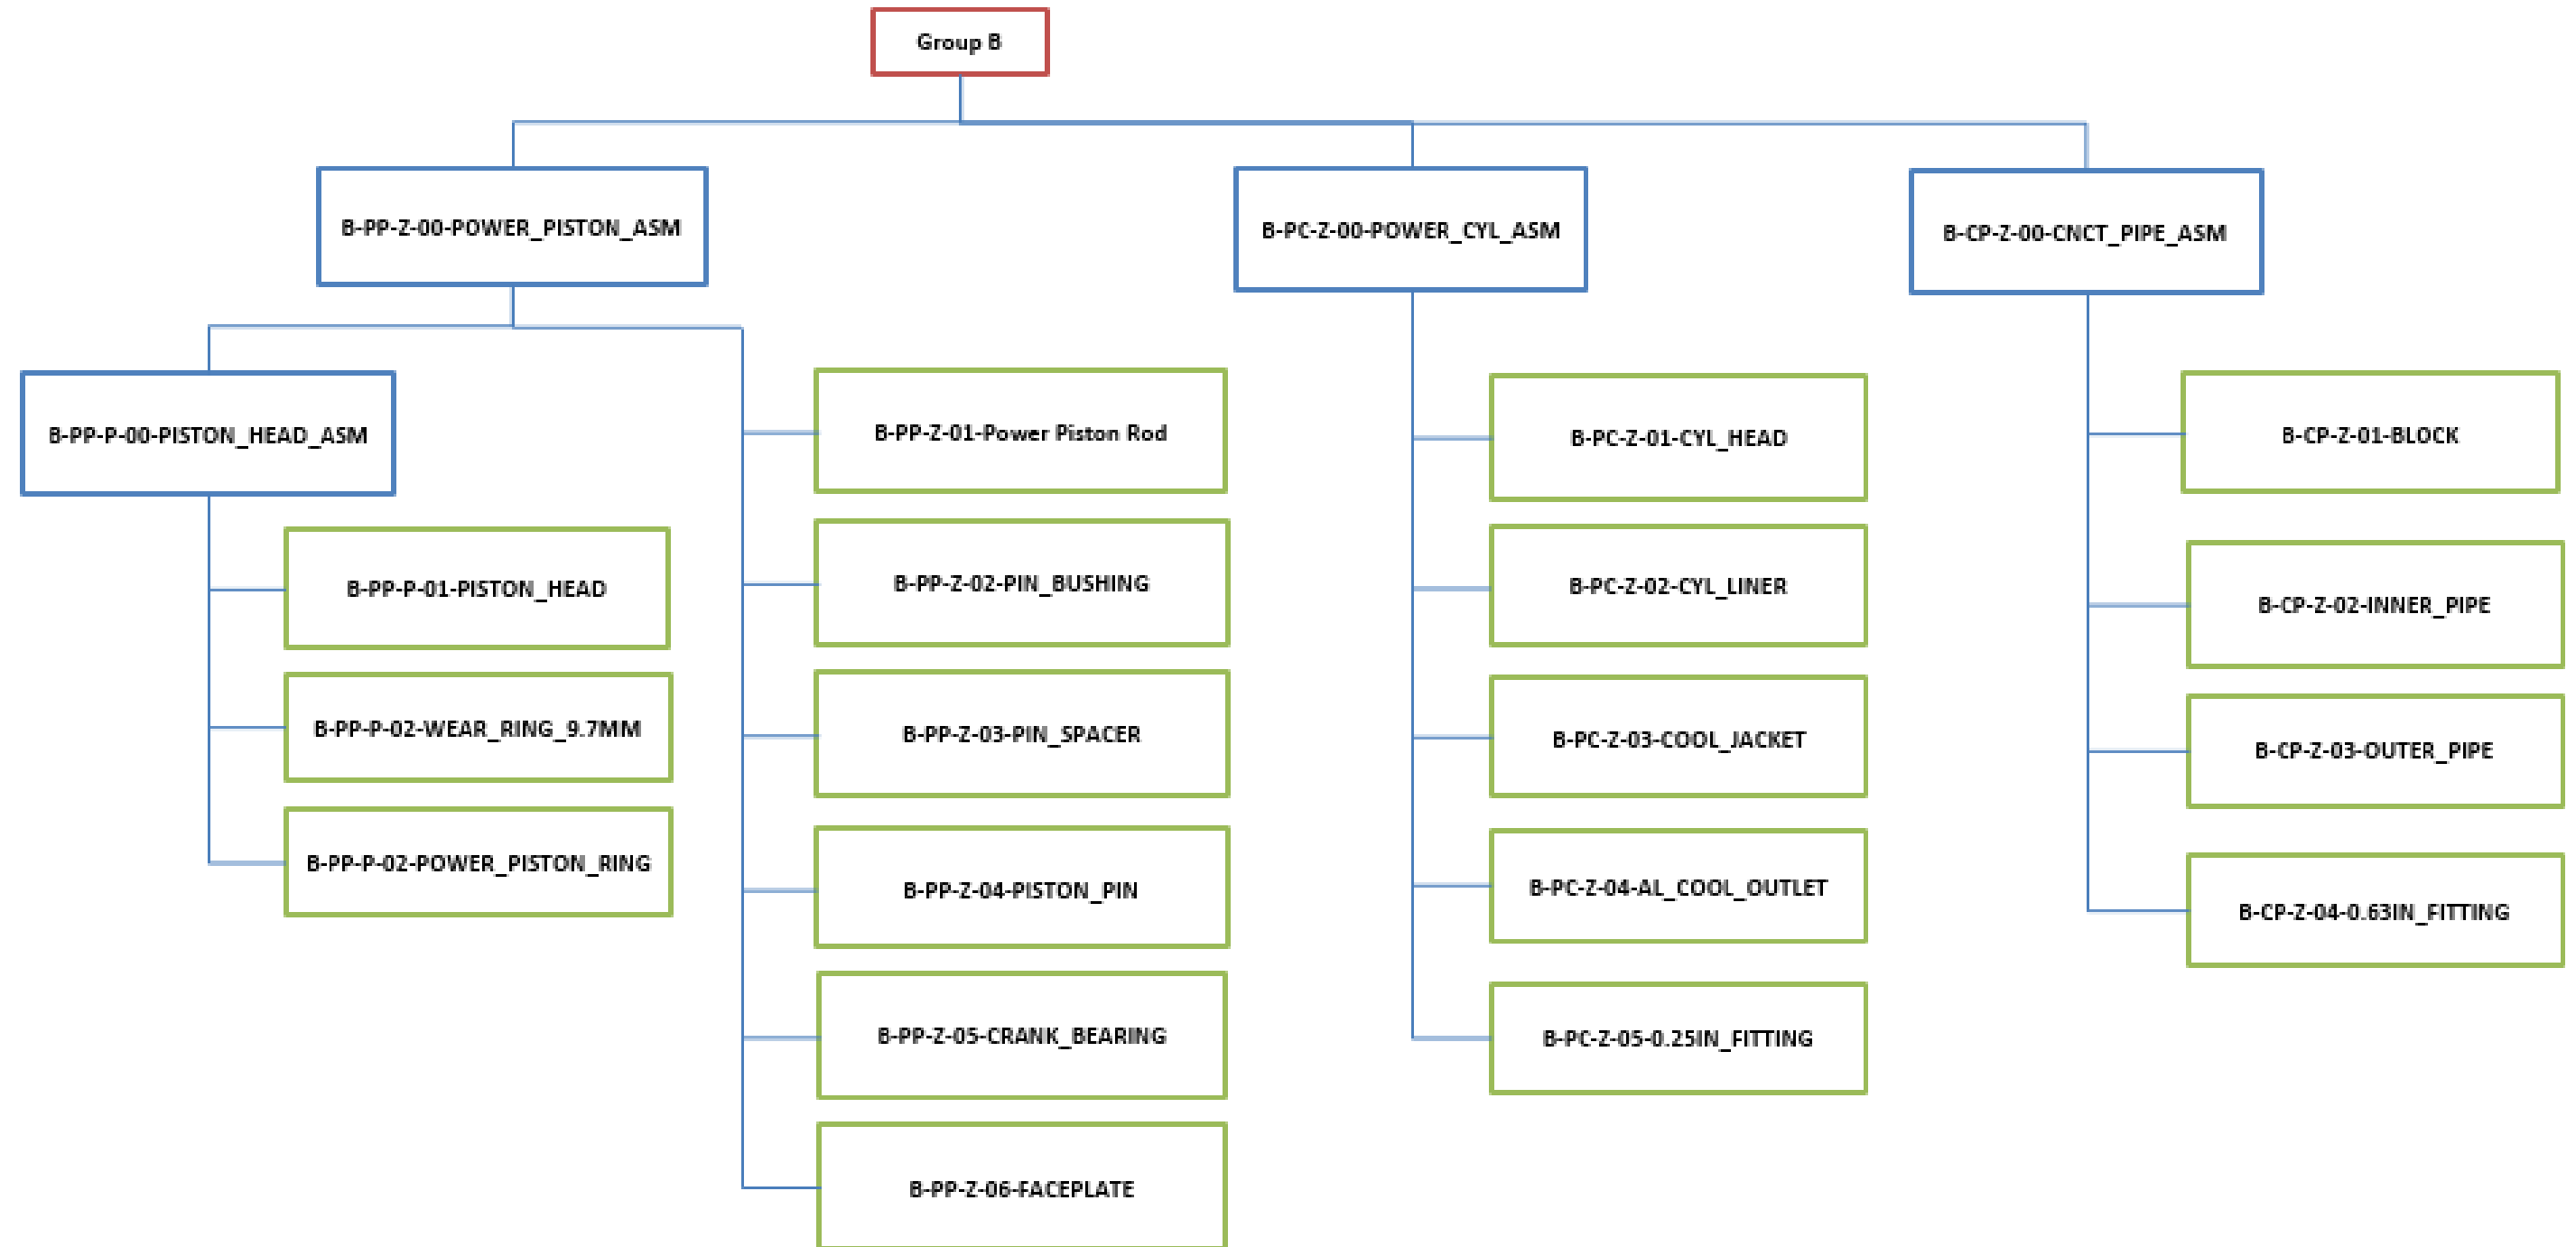 Group B
B-PP-Z-00-POWER_PISTON_ASM
B-PC-Z-00-POWER_CYL_ASM
B-CP-Z-00-CNCT_PIPE_ASM
B-PP-P-00-PISTON_HEAD_ASM
B-PP-P-01-PISTON_HEAD
B-PP-P-02-WEAR_RING_9.7MM
B-PP-P-02-POWER_PISTON_RING
B-PP-Z-01-Power Piston Rod
B-PP-Z-02-PIN_BUSHING
B-PP-Z-03-PIN_SPACER
B-PP-Z-04-PISTON_PIN
B-PP-Z-05-CRANK_BEARING
B-PP-Z-06-FACEPLATE
B-PC-Z-01-CYL_HEAD
B-PC-Z-02-CYL_LINER
B-PC-Z-03-COOL_JACKET
B-PC-Z-04-AL_COOL_OUTLET
B-PC-Z-05-0.25IN_FITTING
B-CP-Z-01-BLOCK
B-CP-Z-02-INNER_PIPE
B-CP-Z-03-OUTER_PIPE
B-CP-Z-04-0.63IN_FITTING